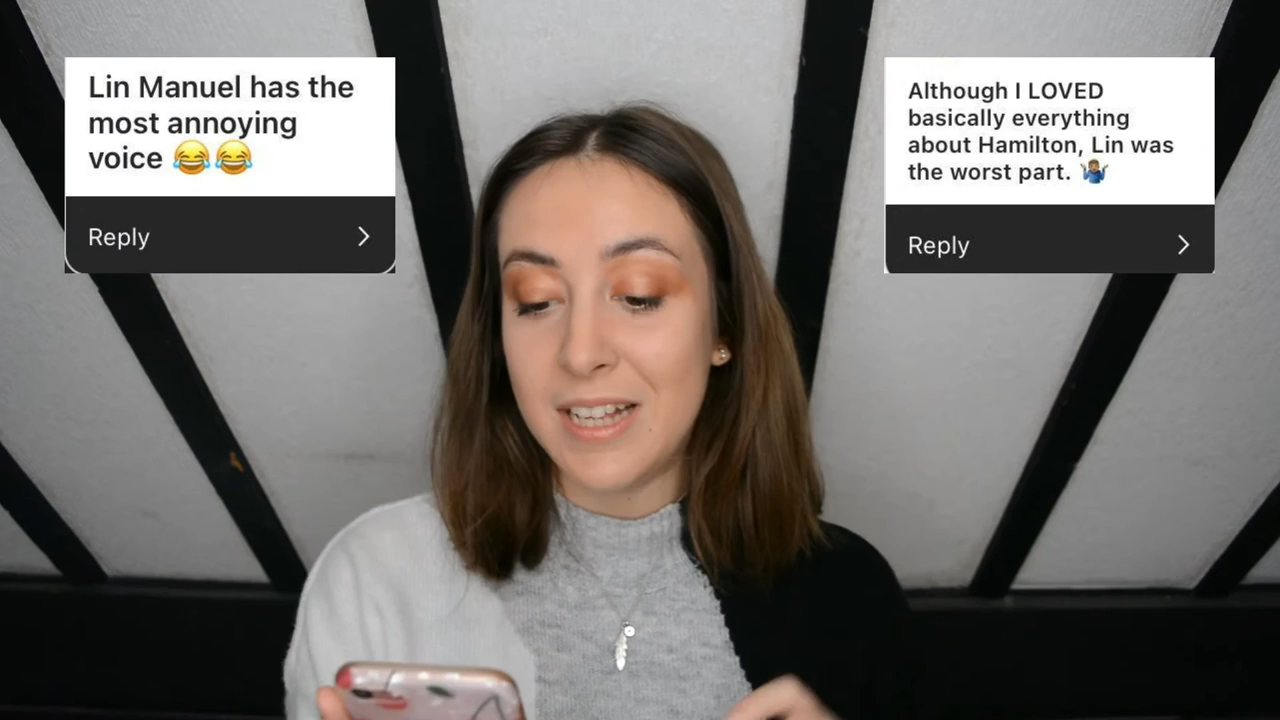 Lin Manuel has the
most annoying
voice 😂😂
Reply
Although I LOVED
basically everything
about Hamilton, Lin was
the worst part. 🤷🏽‍♂️
Reply